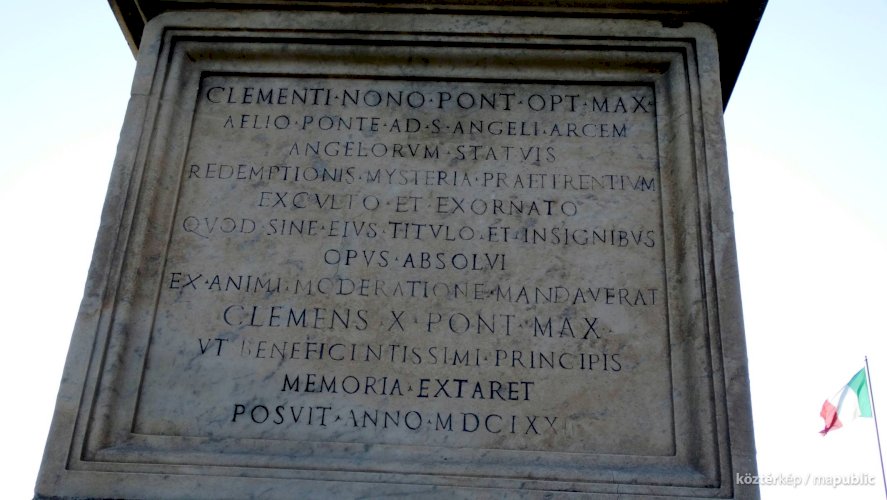 CLEMENTI·NONO·PONT·OPT·MAX·
AELIO·PONTE·AD·S·ANGELI·ARCEM
ANGELORVM·STATVIS
REDEMPTIONIS·MYSTERIA·PRAEFERENTIVM
EXCVLTO·ET·EXORNATO
QVOD·SINE·EIVS·TITVLO·ET·INSIGNIBVS
OPVS·ABSOLVI
EX·ANIMI·MODERATIONE·MANDAVERAT
CLEMENS·X·PONT·MAX·
VT·BENEFICINTISSIMI·PRINCIPIS
MEMORIA·EXTARET
POSVIT·ANNO
köztérkép / mapublic